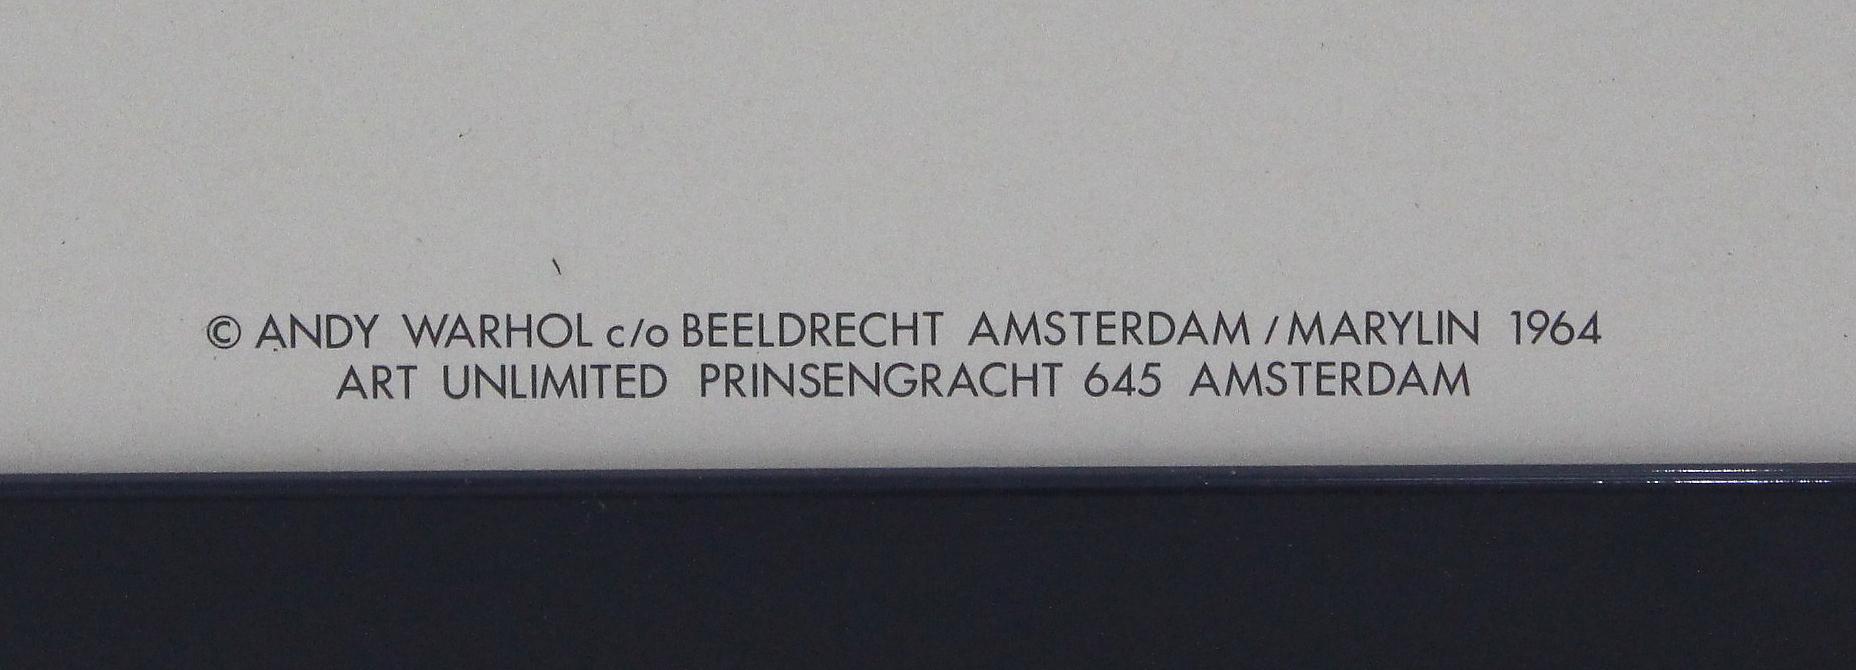 © ANDY WARHOL c/o BEELDRECHT AMSTERDAM / MARYLIN 1964
ART UNLIMITED PRINSENGRACHT 645 AMSTERDAM